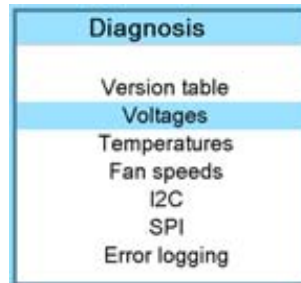 Diagnosis
Version table
Voltages
Temperatures
Fan speeds
I2C
SPI
Error logging